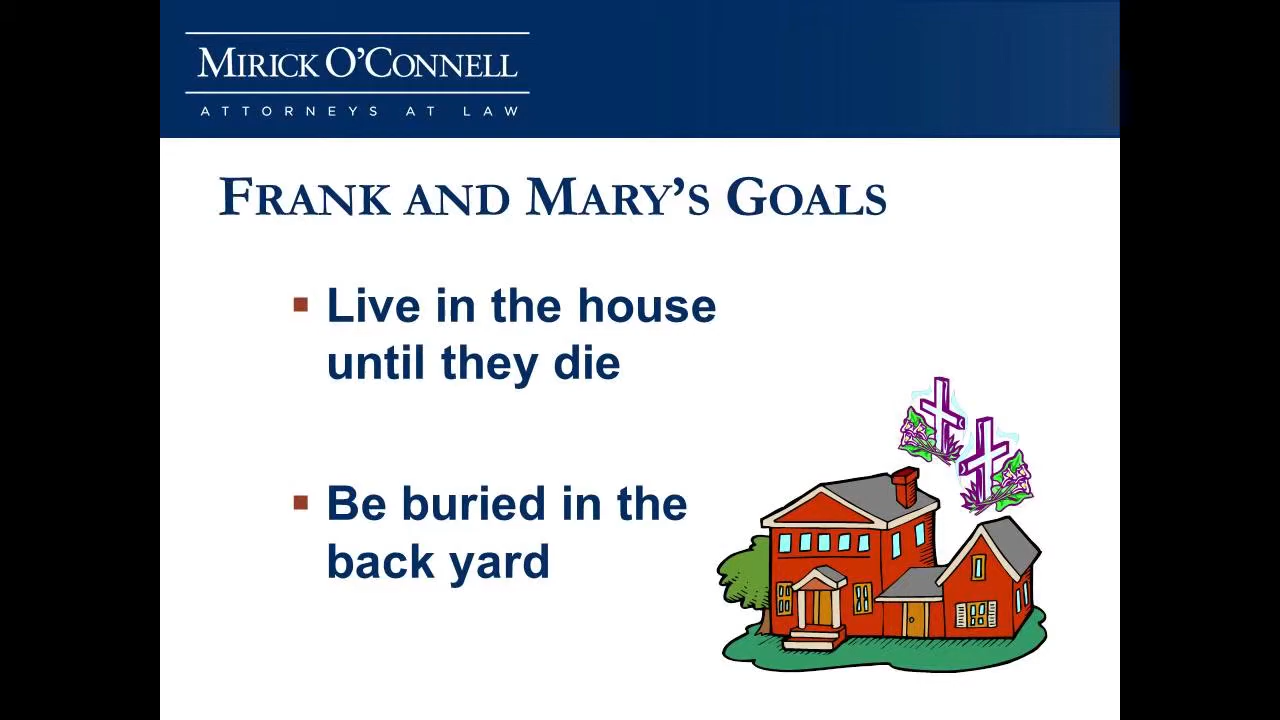 MIRICK O'CONNELL
ATTORNEYS AT LAW
FRANK AND MARY'S GOALS
▪ Live in the house
until they die
▪ Be buried in the
back yard